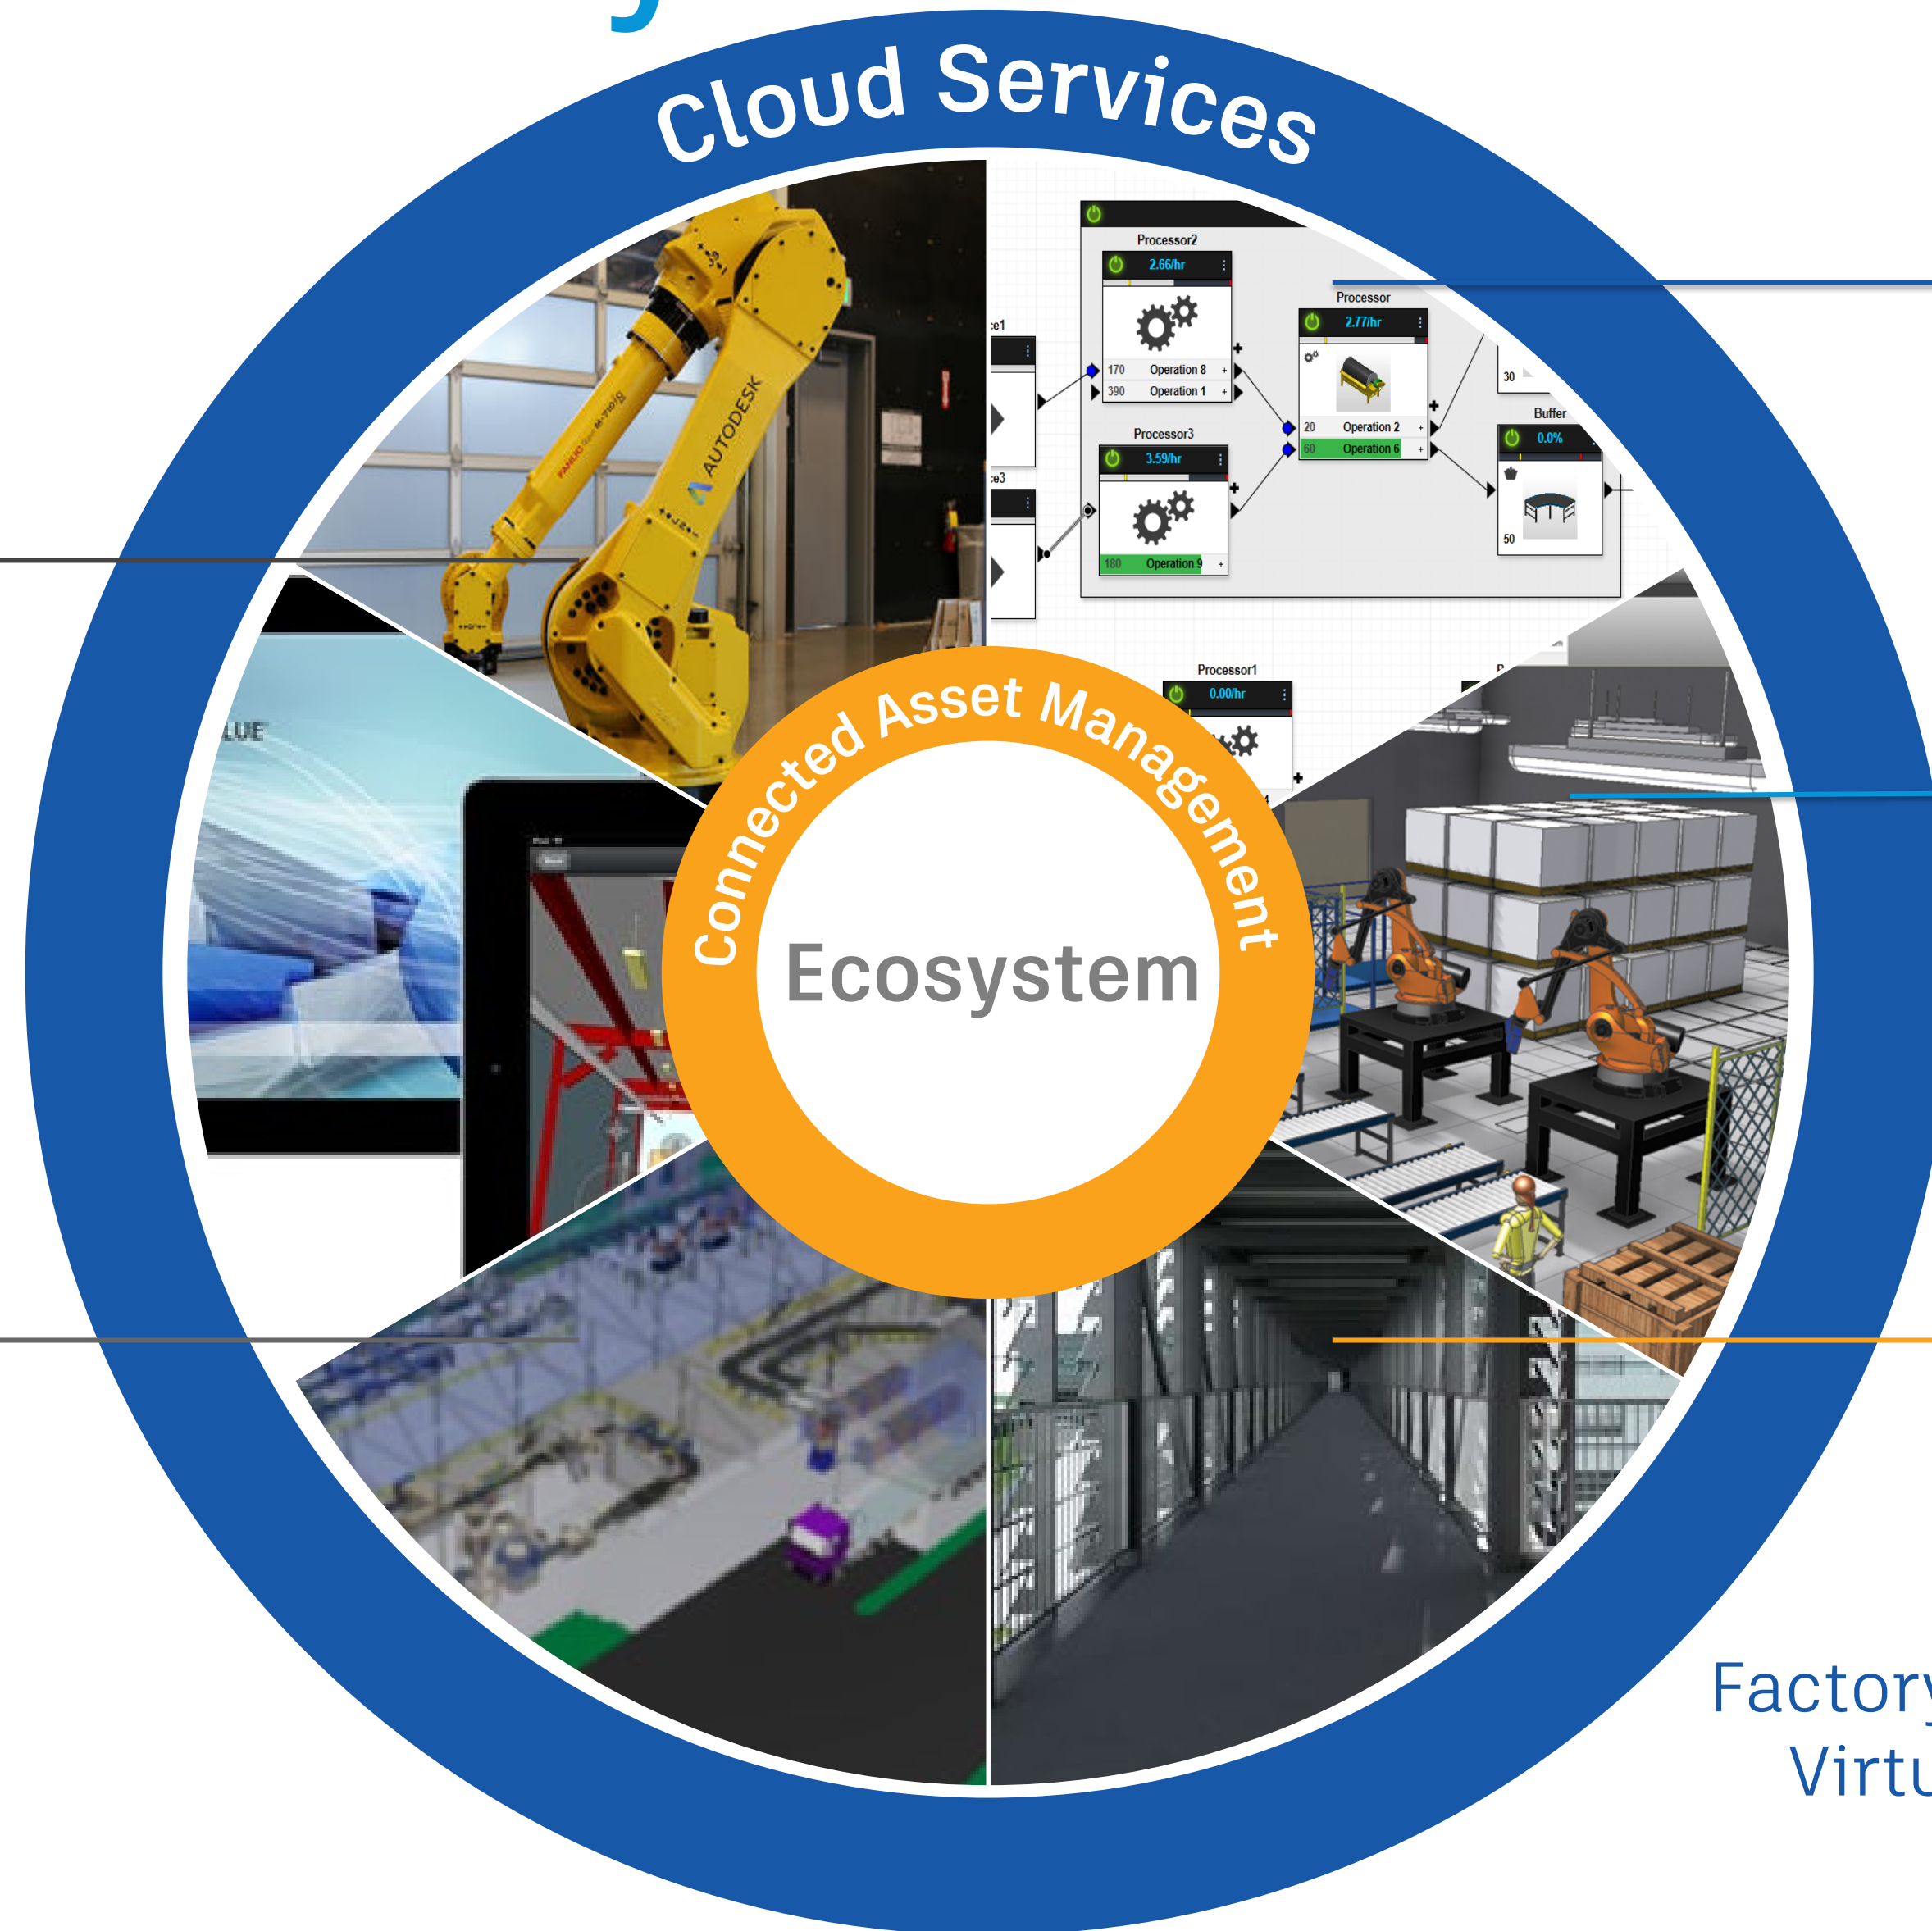 Cloud Services
Processor2
2.66/hr
170 Operation 8 +
390 Operation 1 +
Processor
2.77/hr
20 Operation 2 +
60 Operation 6 +
30
Buffer
0.0%
50
Processor3
3.59/hr
180 Operation 9 +
Processor1
0.00/hr
AUTODESK
FANUC
Connected Asset Management
Ecosystem
Factory
Virtu